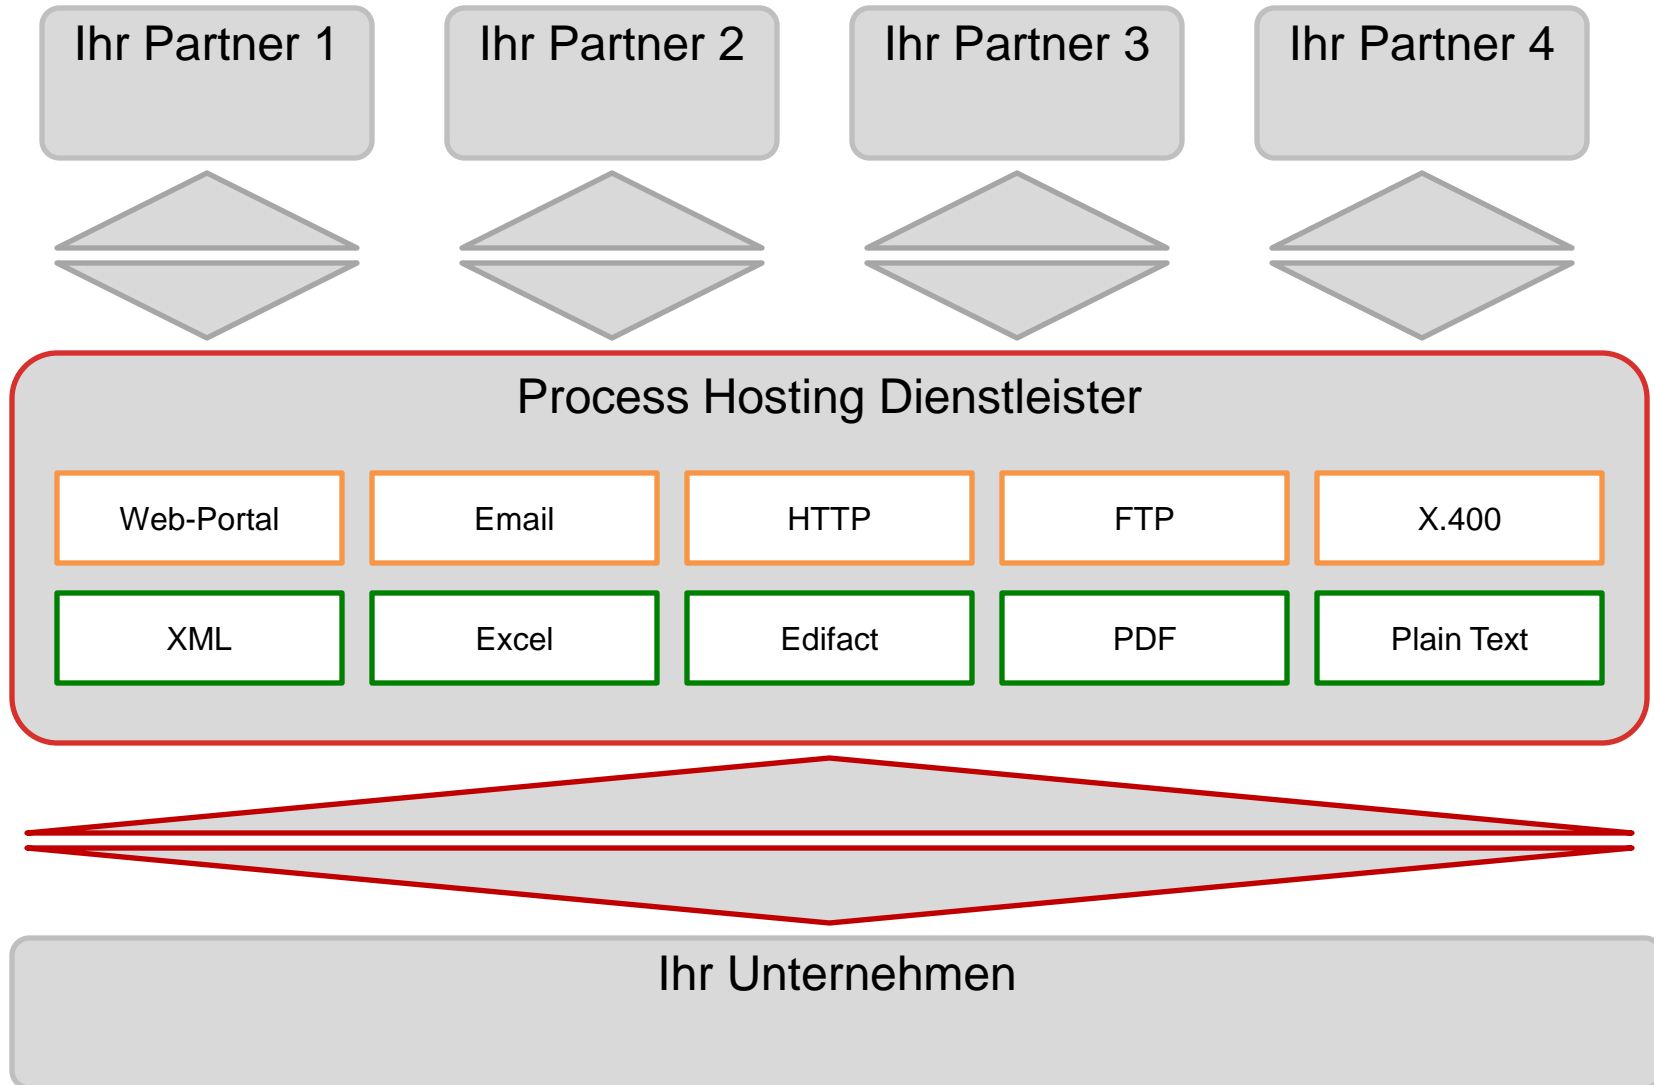 Ihr Partner 1
Ihr Partner 2
Ihr Partner 3
Ihr Partner 4
Process Hosting Dienstleister
Web-Portal
Email
HTTP
FTP
X.400
XML
Excel
Edifact
PDF
Plain Text
Ihr Unternehmen